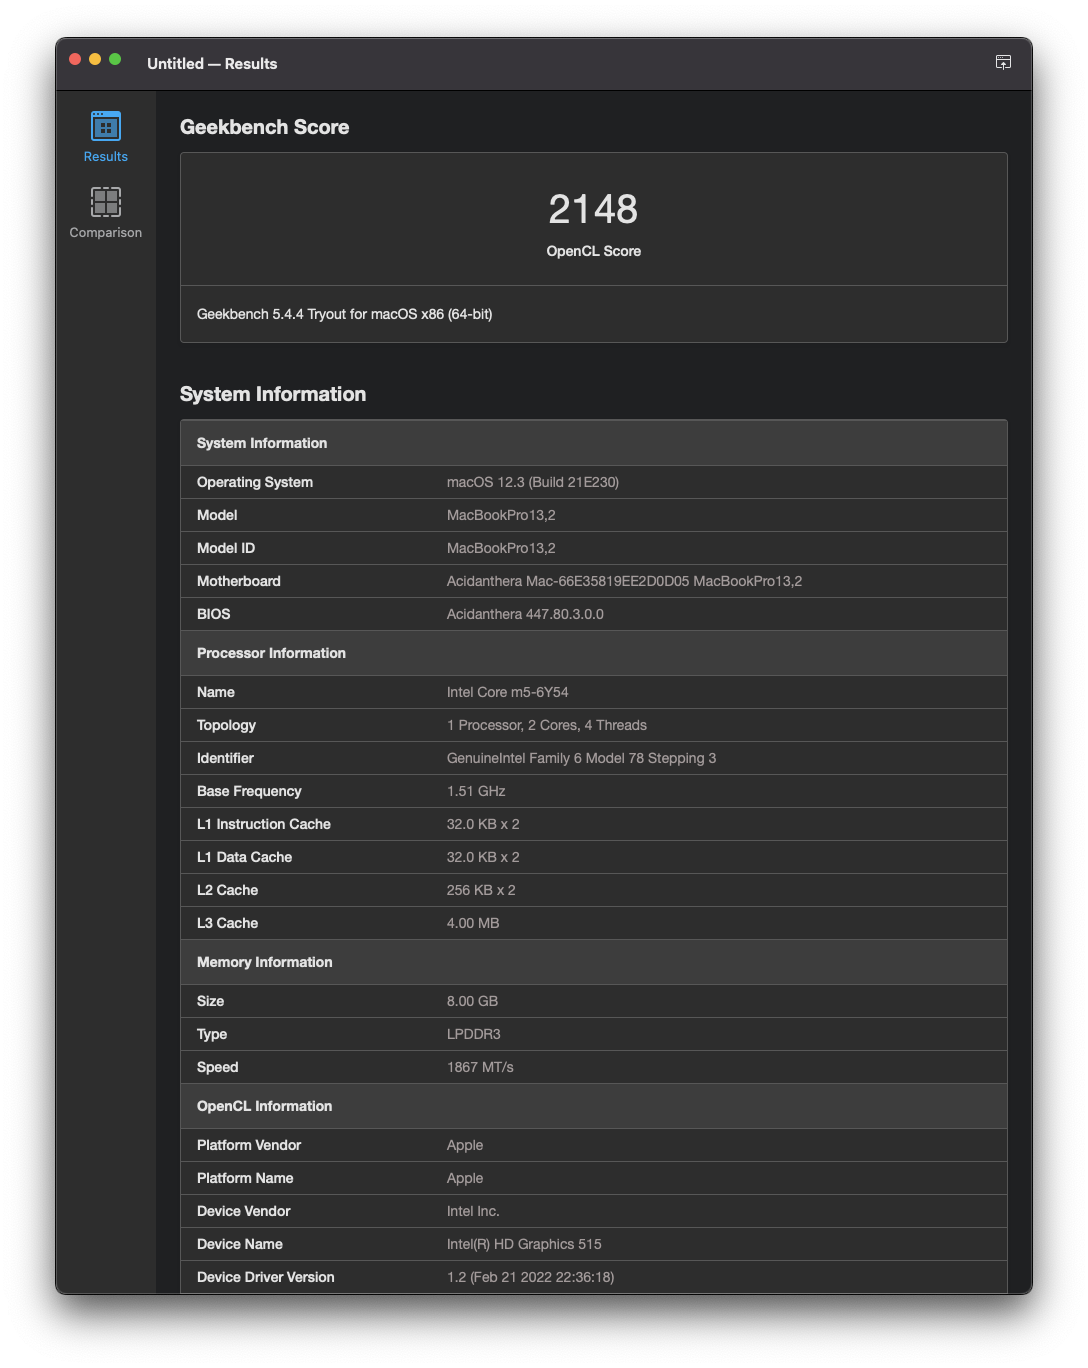 Untitled — Results
Results
Comparison
Geekbench Score
2148
OpenCL Score
Geekbench 5.4.4 Tryout for macOS x86 (64-bit)
System Information
System Information
Operating System macOS 12.3 (Build 21E230)
Model MacBookPro13,2
Model ID MacBookPro13,2
Motherboard Acidanthera Mac-66E35819EE2D0D05 MacBookPro13,2
BIOS Acidanthera 447.80.3.0.0
Processor Information
Name Intel Core m5-6Y54
Topology 1 Processor, 2 Cores, 4 Threads
Identifier GenuineIntel Family 6 Model 78 Stepping 3
Base Frequency 1.51 GHz
L1 Instruction Cache 32.0 KB x 2
L1 Data Cache 32.0 KB x 2
L2 Cache 256 KB x 2
L3 Cache 4.00 MB
Memory Information
Size 8.00 GB
Type LPDDR3
Speed 1867 MT/s
OpenCL Information
Platform Vendor Apple
Platform Name Apple
Device Vendor Intel Inc.
Device Name Intel(R) HD Graphics 515
Device Driver Version 1.2 (Feb 21 2022 22:36:18)